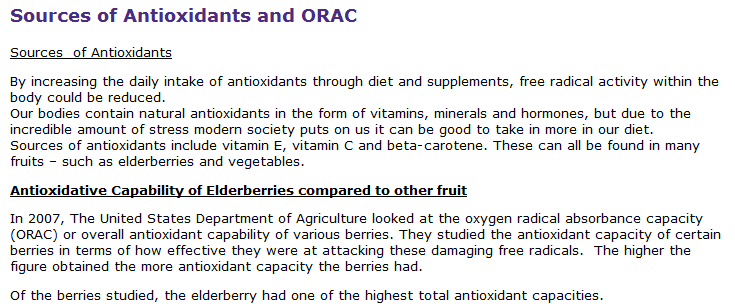 Sources of Antioxidants and ORAC
Sources  of Antioxidants
By increasing the daily intake of antioxidants through diet and supplements, free radical activity within the
body could be reduced.
Our bodies contain natural antioxidants in the form of vitamins, minerals and hormones, but due to the
incredible amount of stress modern society puts on us it can be good to take in more in our diet.
Sources of antioxidants include vitamin E, vitamin C and beta-carotene. These can all be found in many
fruits – such as elderberries and vegetables.
Antioxidative Capability of Elderberries compared to other fruit
In 2007, The United States Department of Agriculture looked at the oxygen radical absorbance capacity
(ORAC) or overall antioxidant capability of various berries. They studied the antioxidant capacity of certain
berries in terms of how effective they were at attacking these damaging free radicals.  The higher the
figure obtained the more antioxidant capacity the berries had.
Of the berries studied, the elderberry had one of the highest total antioxidant capacities.